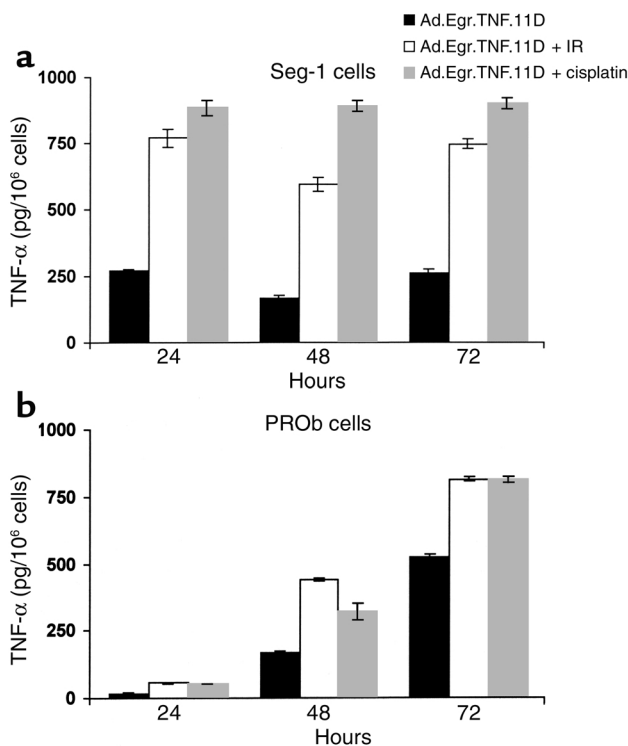 Ad.Egr.TNF.11D
Ad.Egr.TNF.11D + IR
Ad.Egr.TNF.11D + cisplatin
a
Seg-1 cells
TNF-α (pg/10⁶ cells)
1000
750
500
250
0
24 48 72
Hours
b
PROb cells
TNF-α (pg/10⁶ cells)
1000
750
500
250
0
24 48 72
Hours